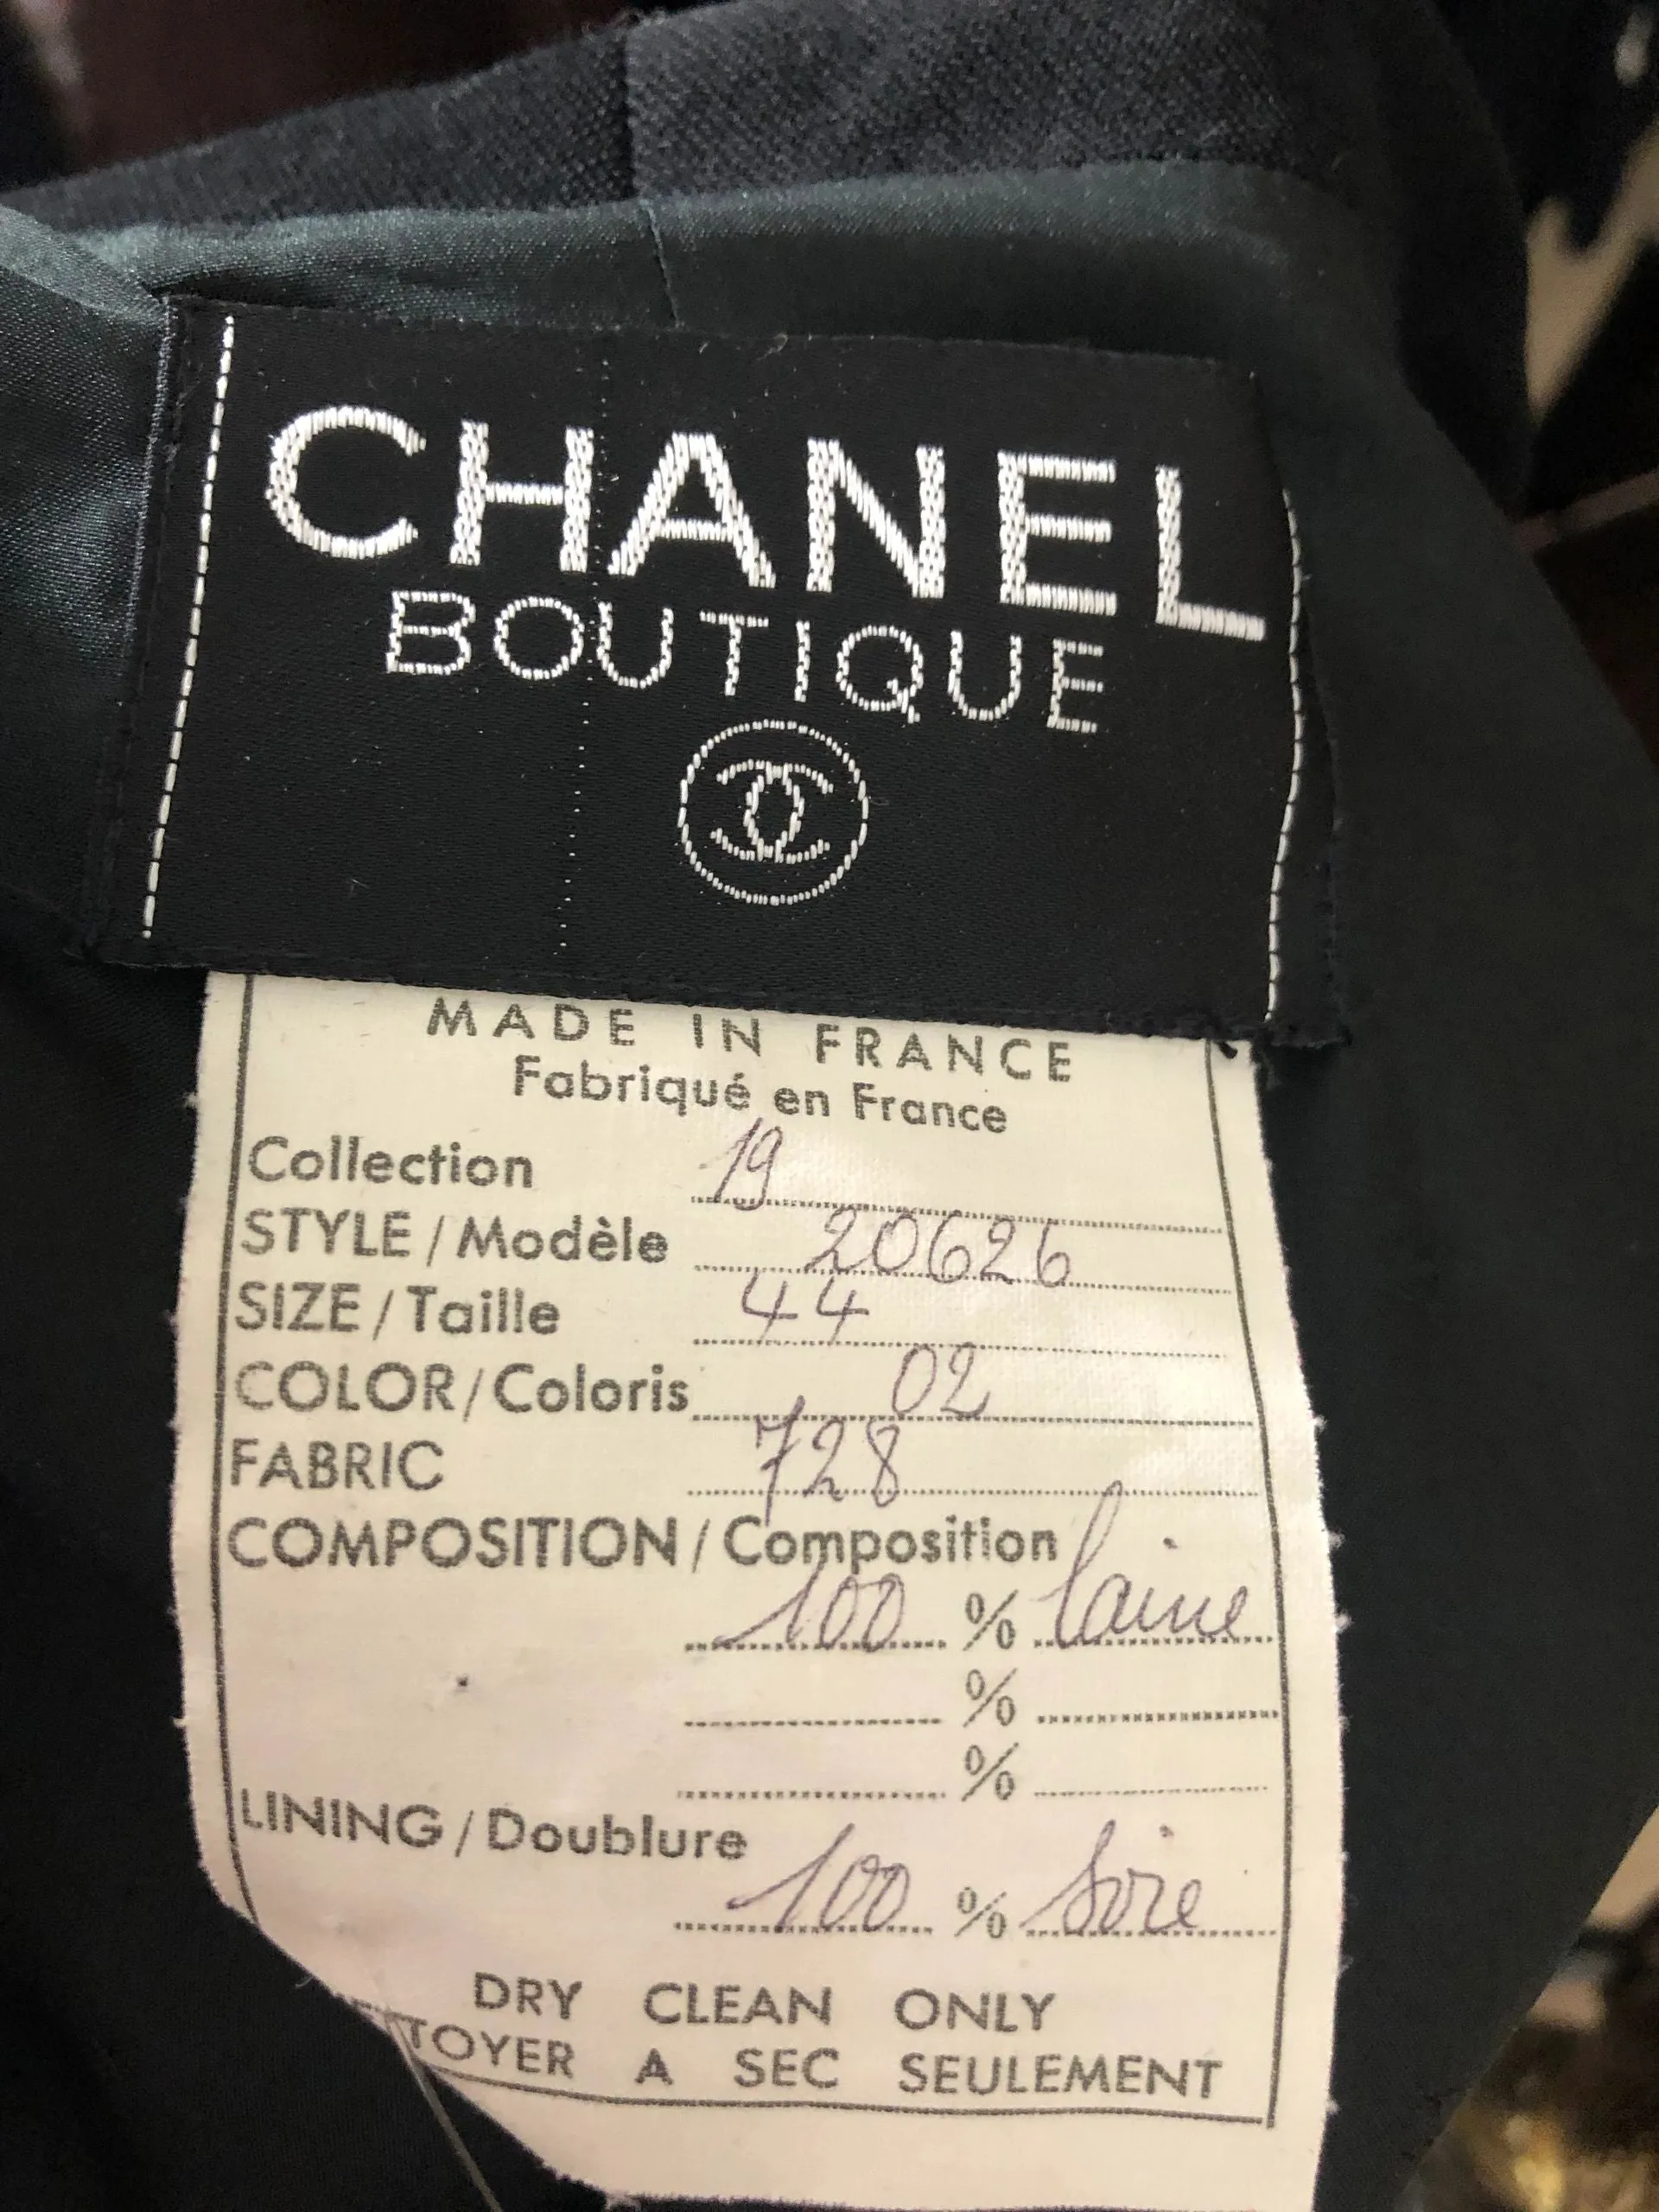 CHANEL
BOUTIQUE
MADE IN FRANCE
Fabriqué en France
Collection 19
STYLE / Modèle 20626
SIZE / Taille 44
COLOR / Coloris 02
FABRIC 728
COMPOSITION / Composition
100 % laine
%
%
LINING / Doublure
100 % Soie
DRY CLEAN ONLY
TOYER A SEC SEULEMENT